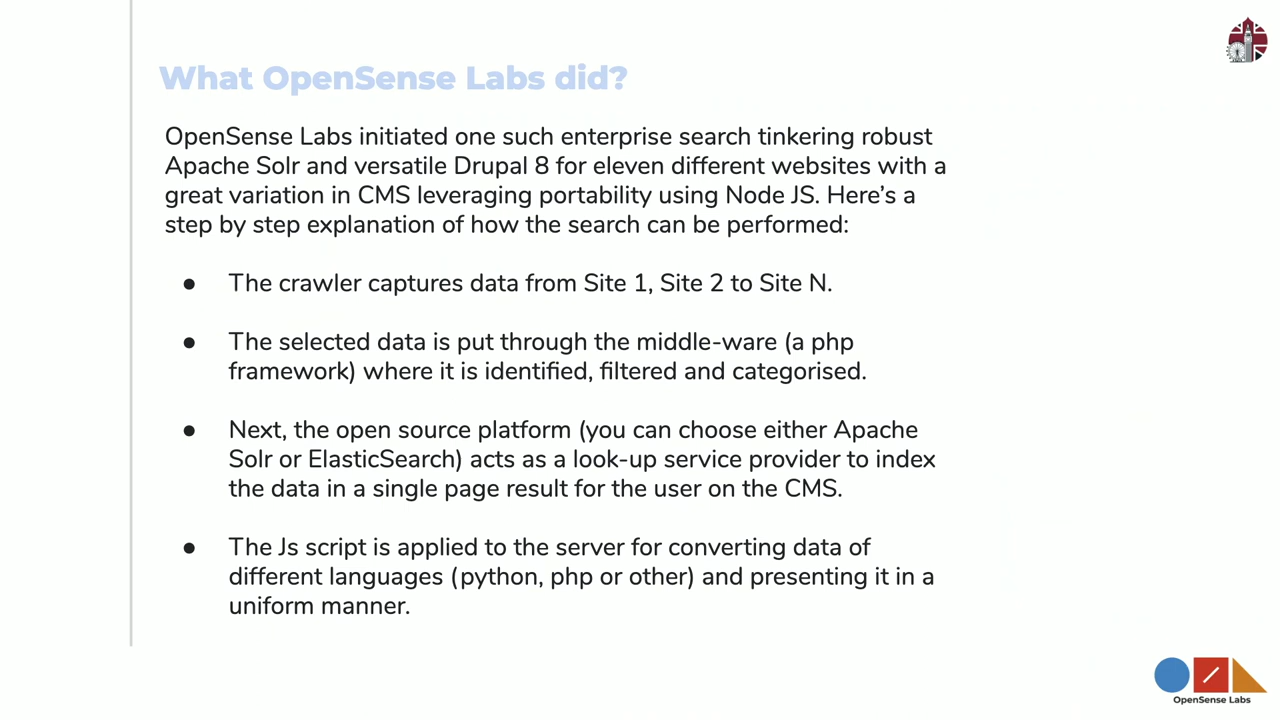 What OpenSense Labs did?
OpenSense Labs initiated one such enterprise search tinkering robust
Apache Solr and versatile Drupal 8 for eleven different websites with a
great variation in CMS leveraging portability using Node JS. Here’s a
step by step explanation of how the search can be performed:
● The crawler captures data from Site 1, Site 2 to Site N.
● The selected data is put through the middle-ware (a php
framework) where it is identified, filtered and categorised.
● Next, the open source platform (you can choose either Apache
Solr or ElasticSearch) acts as a look-up service provider to index
the data in a single page result for the user on the CMS.
● The Js script is applied to the server for converting data of
different languages (python, php or other) and presenting it in a
uniform manner.
OpenSense Labs